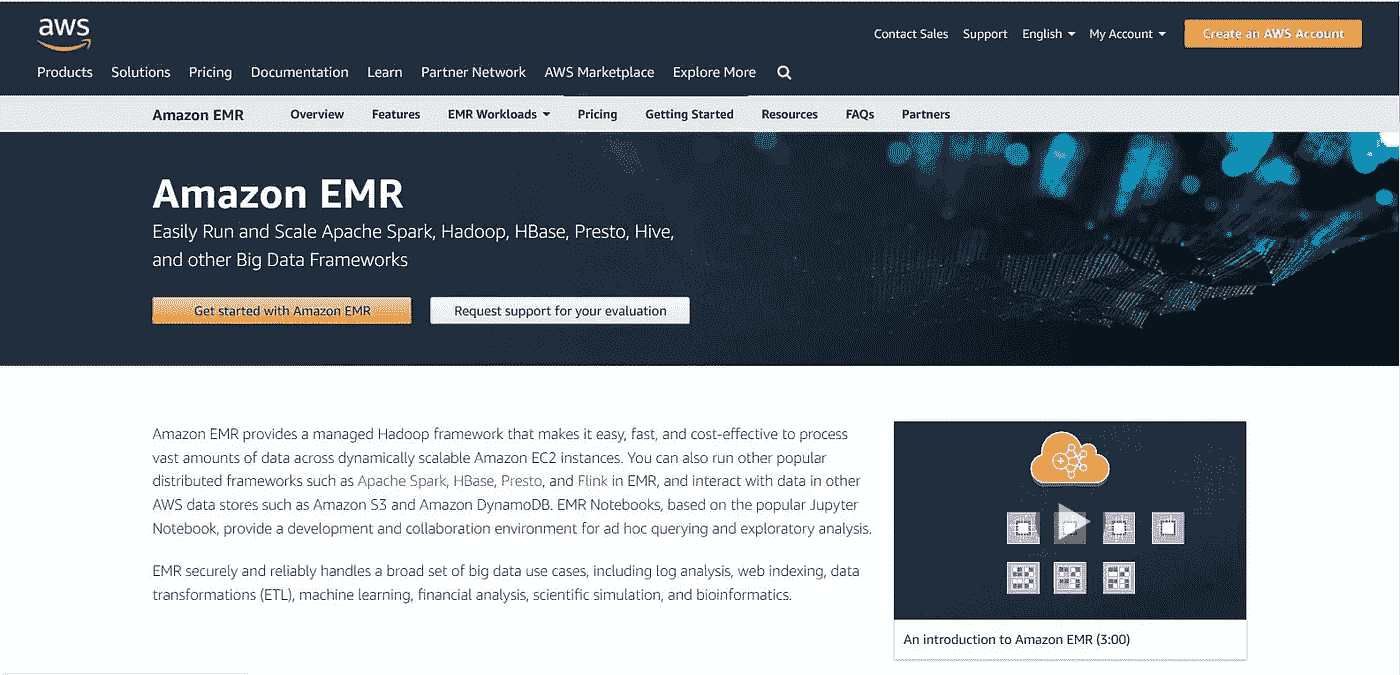 aws
Contact Sales Support English My Account Create an AWS Account
Products Solutions Pricing Documentation Learn Partner Network AWS Marketplace Explore More
Amazon EMR Overview Features EMR Workloads Pricing Getting Started Resources FAQs Partners
Amazon EMR
Easily Run and Scale Apache Spark, Hadoop, HBase, Presto, Hive,
and other Big Data Frameworks
Get started with Amazon EMR Request support for your evaluation
Amazon EMR provides a managed Hadoop framework that makes it easy, fast, and cost-effective to process
vast amounts of data across dynamically scalable Amazon EC2 instances. You can also run other popular
distributed frameworks such as Apache Spark, HBase, Presto, and Flink in EMR, and interact with data in other
AWS data stores such as Amazon S3 and Amazon DynamoDB. EMR Notebooks, based on the popular Jupyter
Notebook, provide a development and collaboration environment for ad hoc querying and exploratory analysis.
EMR securely and reliably handles a broad set of big data use cases, including log analysis, web indexing, data
transformations (ETL), machine learning, financial analysis, scientific simulation, and bioinformatics.
An introduction to Amazon EMR (3:00)